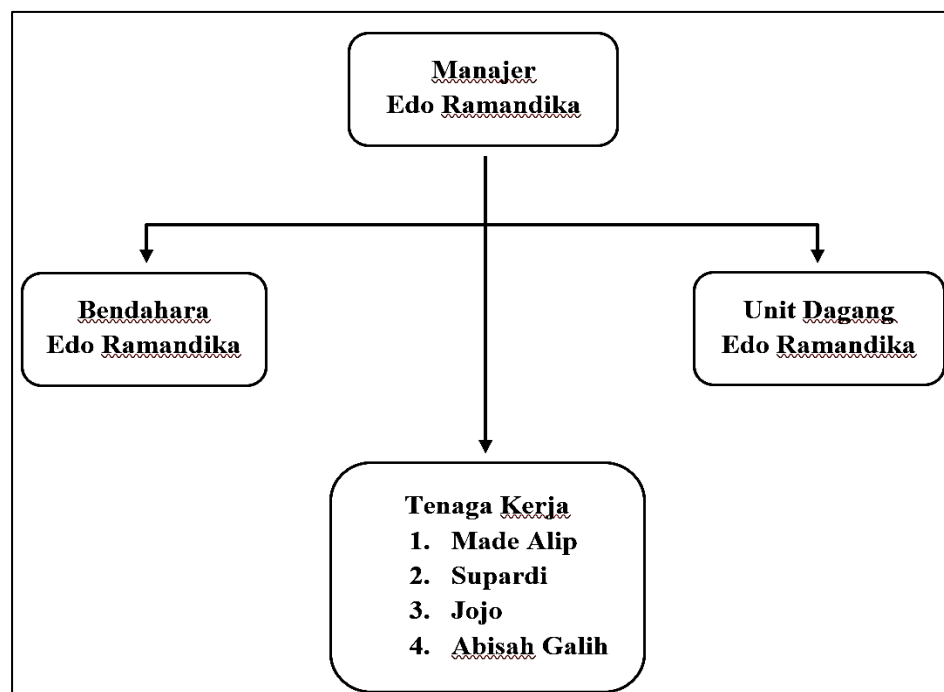 Manajer
Edo Ramandika
Bendahara
Edo Ramandika
Unit Dagang
Edo Ramandika
Tenaga Kerja
1. Made Alip
2. Supardi
3. Jojo
4. Abisah Galih